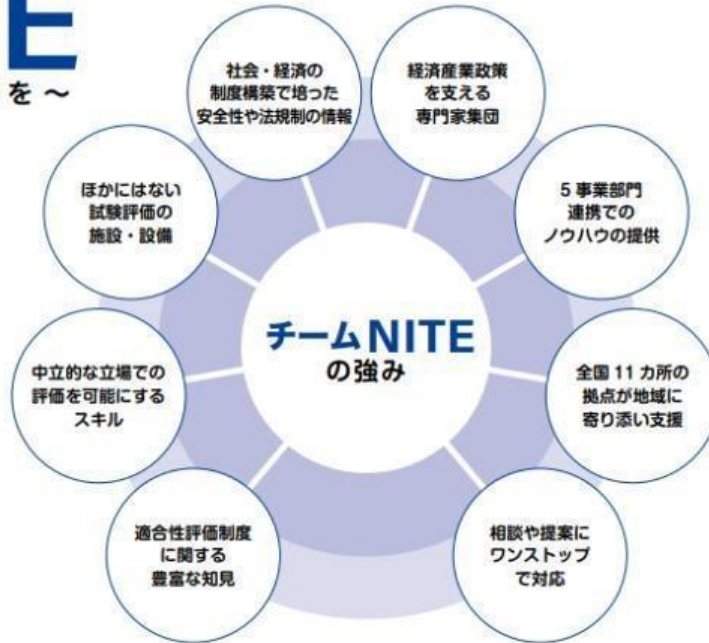 E
を ～
社会・経済の
制度構築で培った
安全性や法規制の情報
経済産業政策
を支える
専門家集団
ほかにはない
試験評価の
施設・設備
5 事業部門
連携での
ノウハウの提供
チーム NITE
の強み
中立的な立場での
評価を可能にする
スキル
全国 11 カ所の
拠点が地域に
寄り添い支援
適合性評価制度
に関する
豊富な知見
相談や提案に
ワンストップ
で対応